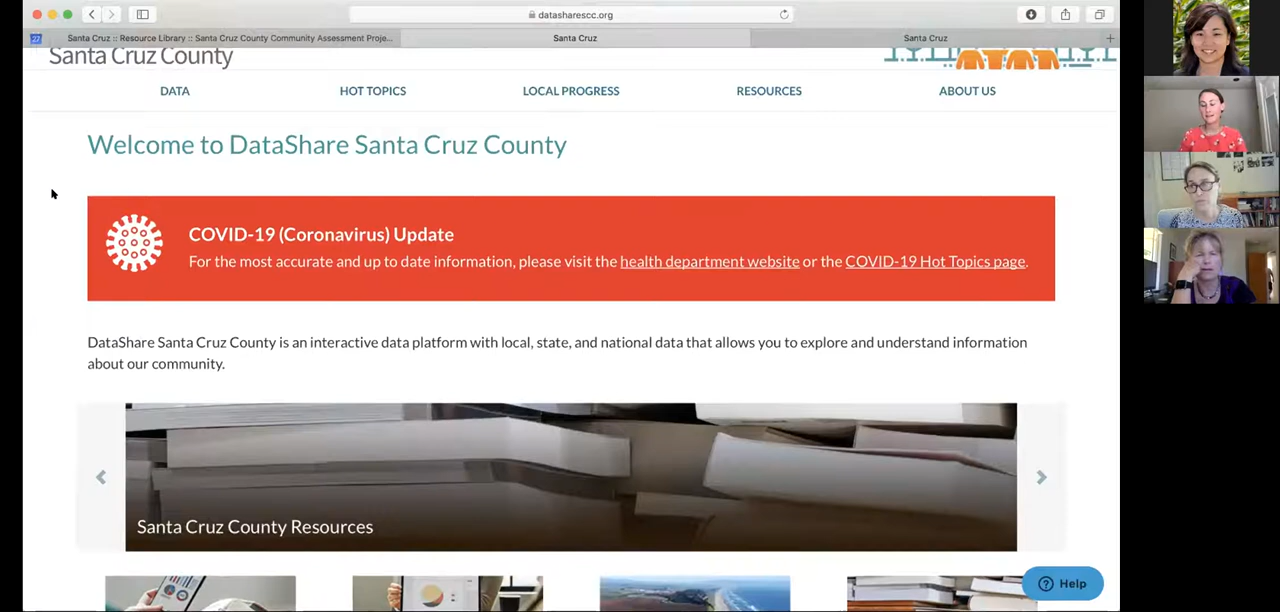 datasharescc.org
Santa Cruz :: Resource Library :: Santa Cruz County Community Assessment Proje...
Santa Cruz
Santa Cruz
Santa Cruz County
DATA
HOT TOPICS
LOCAL PROGRESS
RESOURCES
ABOUT US
Welcome to DataShare Santa Cruz County
COVID-19 (Coronavirus) Update
For the most accurate and up to date information, please visit the health department website or the COVID-19 Hot Topics page.
DataShare Santa Cruz County is an interactive data platform with local, state, and national data that allows you to explore and understand information
about our community.
Santa Cruz County Resources
Help